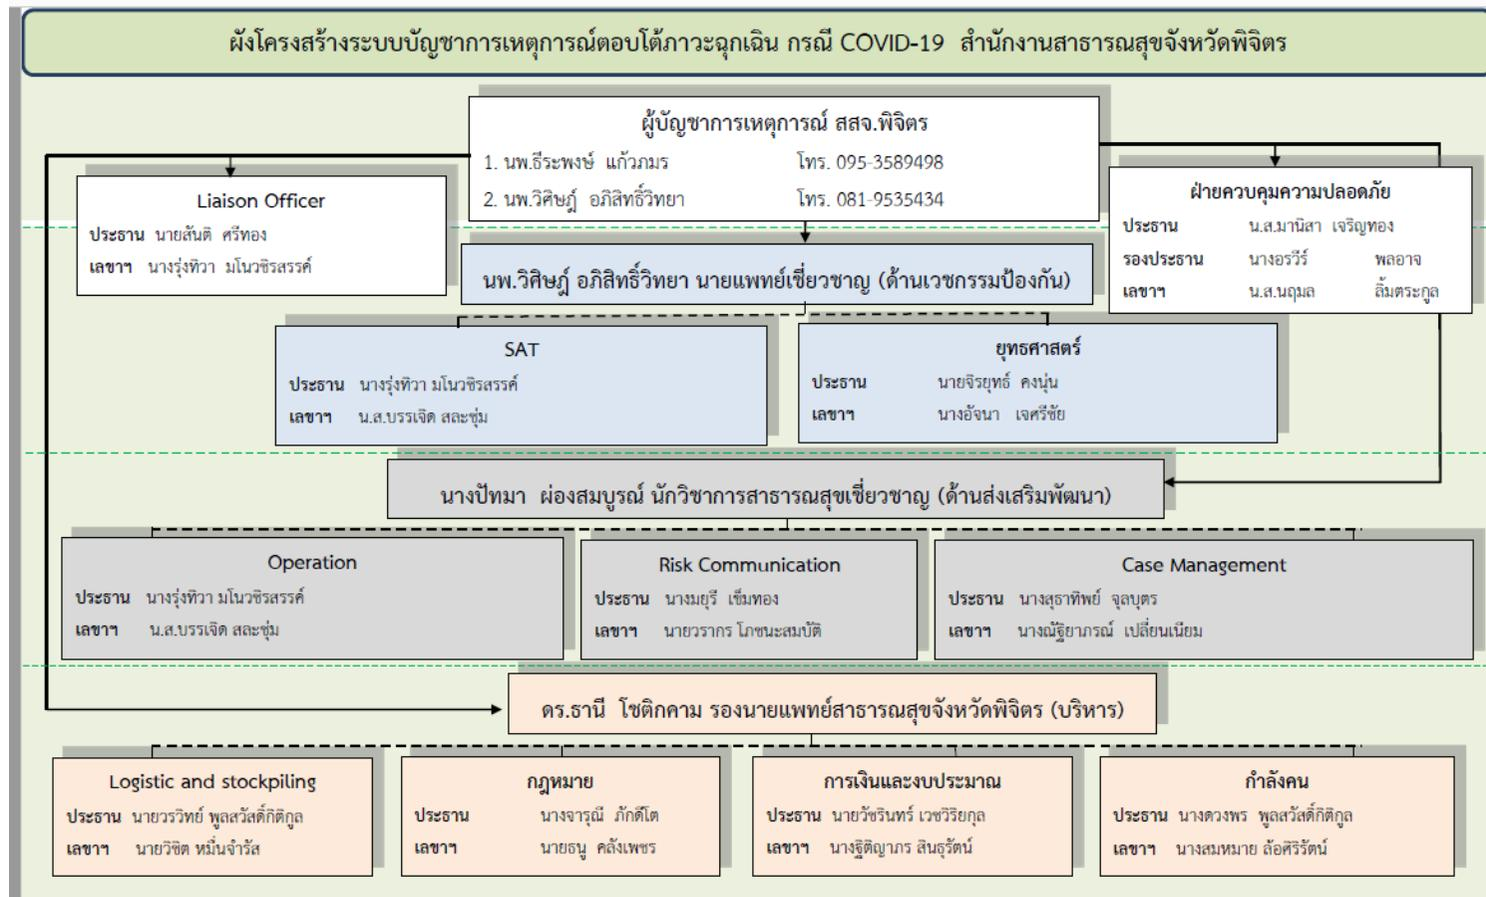 ผังโครงสร้างระบบบัญชาการเหตุการณ์ตอบโต้ภาวะฉุกเฉิน กรณี COVID-19 สำนักงานสาธารณสุขจังหวัดพิจิตร
ผู้บัญชาการเหตุการณ์ สสจ.พิจิตร
1. นพ.ธีระพงษ์ แก้วภมร โทร. 095-3589498
2. นพ.วิศิษฎ์ อภิสิทธิ์วิทยา โทร. 081-9535434
Liaison Officer
ประธาน นายสันติ ศรีทอง
เลขาฯ นางรุ่งทิวา มโนวชิรสรรค์
ฝ่ายควบคุมความปลอดภัย
ประธาน น.ส.มานิสา เจริญทอง
รองประธาน นางอรวีร์ พลอาจ
เลขาฯ น.ส.นฤมล ลิ้มตระกูล
นพ.วิศิษฎ์ อภิสิทธิ์วิทยา นายแพทย์เชี่ยวชาญ (ด้านเวชกรรมป้องกัน)
SAT
ประธาน นางรุ่งทิวา มโนวชิรสรรค์
เลขาฯ น.ส.บรรเจิด สละชุ่ม
ยุทธศาสตร์
ประธาน นายจิรยุทธ์ คงนุ่น
เลขาฯ นางอัจนา เจศรีชัย
นางปัทมา ผ่องสมบูรณ์ นักวิชาการสาธารณสุขเชี่ยวชาญ (ด้านส่งเสริมพัฒนา)
Operation
ประธาน นางรุ่งทิวา มโนวชิรสรรค์
เลขาฯ น.ส.บรรเจิด สละชุ่ม
Risk Communication
ประธาน นางมยุรี เข็มทอง
เลขาฯ นายวรากร โภชนะสมบัติ
Case Management
ประธาน นางสุธาทิพย์ จุลบุตร
เลขาฯ นางณัฐิยาภรณ์ เปลี่ยนเนียม
ดร.ธานี โชติกคาม รองนายแพทย์สาธารณสุขจังหวัดพิจิตร (บริหาร)
Logistic and stockpiling
ประธาน นายวรวิทย์ พูลสวัสดิ์กิติกูล
เลขาฯ นายวิชิต หมื่นจำรัส
กฎหมาย
ประธาน นางจารุณี ภักดีโต
เลขาฯ นายธนู คลังเพชร
การเงินและงบประมาณ
ประธาน นายวัชรินทร์ เวชวิริยกุล
เลขาฯ นางฐิติญาภร สินธุรัตน์
กำลังคน
ประธาน นางดวงพร พูลสวัสดิ์กิติกูล
เลขาฯ นางสมหมาย ล้อศิริรัตน์